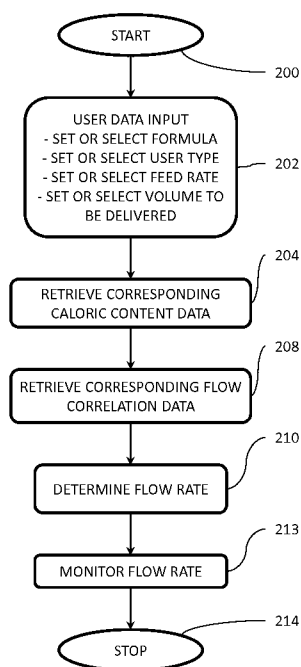 START
200
USER DATA INPUT
- SET OR SELECT FORMULA
- SET OR SELECT USER TYPE
- SET OR SELECT FEED RATE
- SET OR SELECT VOLUME TO
BE DELIVERED
202
204
RETRIEVE CORRESPONDING
CALORIC CONTENT DATA
208
RETRIEVE CORRESPONDING FLOW
CORRELATION DATA
210
DETERMINE FLOW RATE
213
MONITOR FLOW RATE
214
STOP